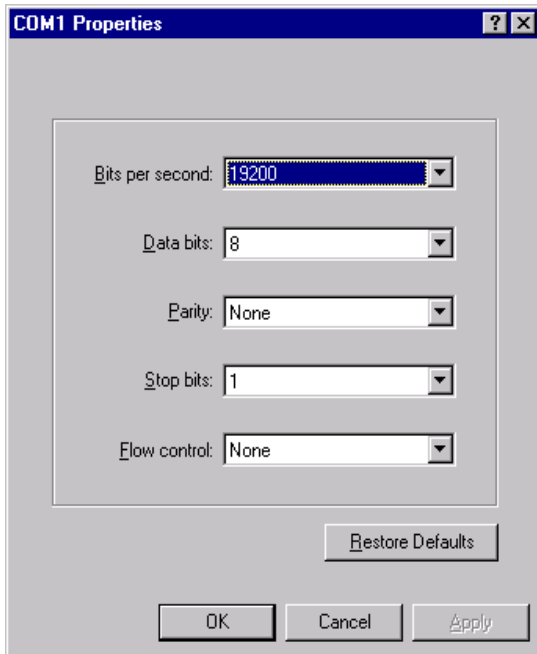 COM1 Properties
Bits per second: 19200
Data bits: 8
Parity: None
Stop bits: 1
Flow control: None
Restore Defaults
OK Cancel Apply